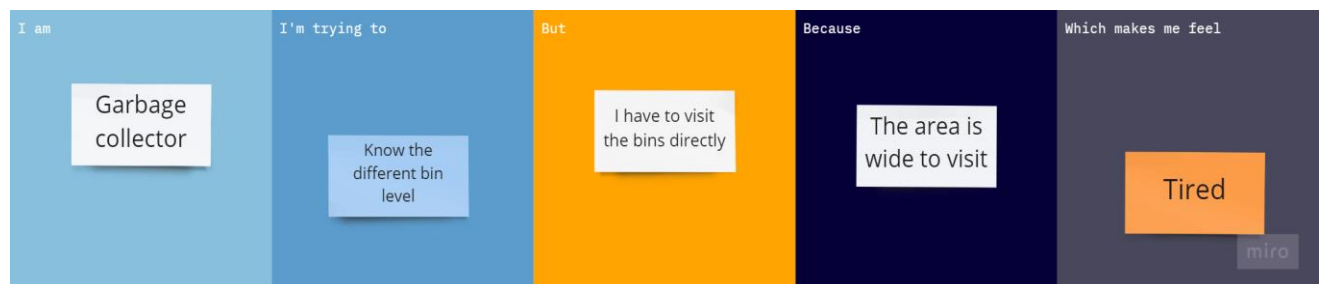 I am
Garbage
collector
I'm trying to
Know the
different bin
level
But
I have to visit
the bins directly
Because
The area is
wide to visit
Which makes me feel
Tired
miro